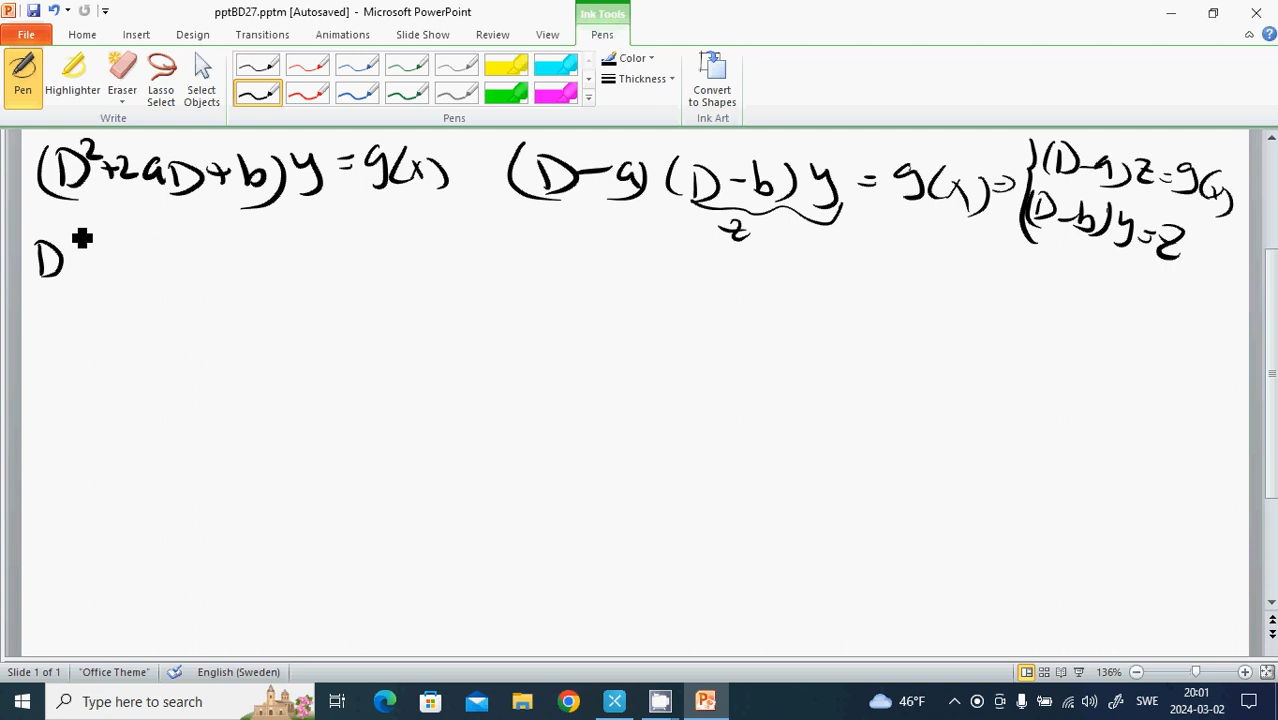 pptBD27.pptm [Autosaved] - Microsoft PowerPoint
Ink Tools
File Home Insert Design Transitions Animations Slide Show Review View Pens
Pen Highlighter Eraser Lasso Select Select Objects
Color
Thickness
Convert to Shapes
Write Pens Ink Art
(D²+2aD+b)y=g(x) (D-a)(D-b)y=g(x)⇒{(D-a)z=g(x)
z (D-b)y=z
D
Slide 1 of 1 "Office Theme" English (Sweden) 136%
Type here to search 46°F SWE 20:01
2024-03-02